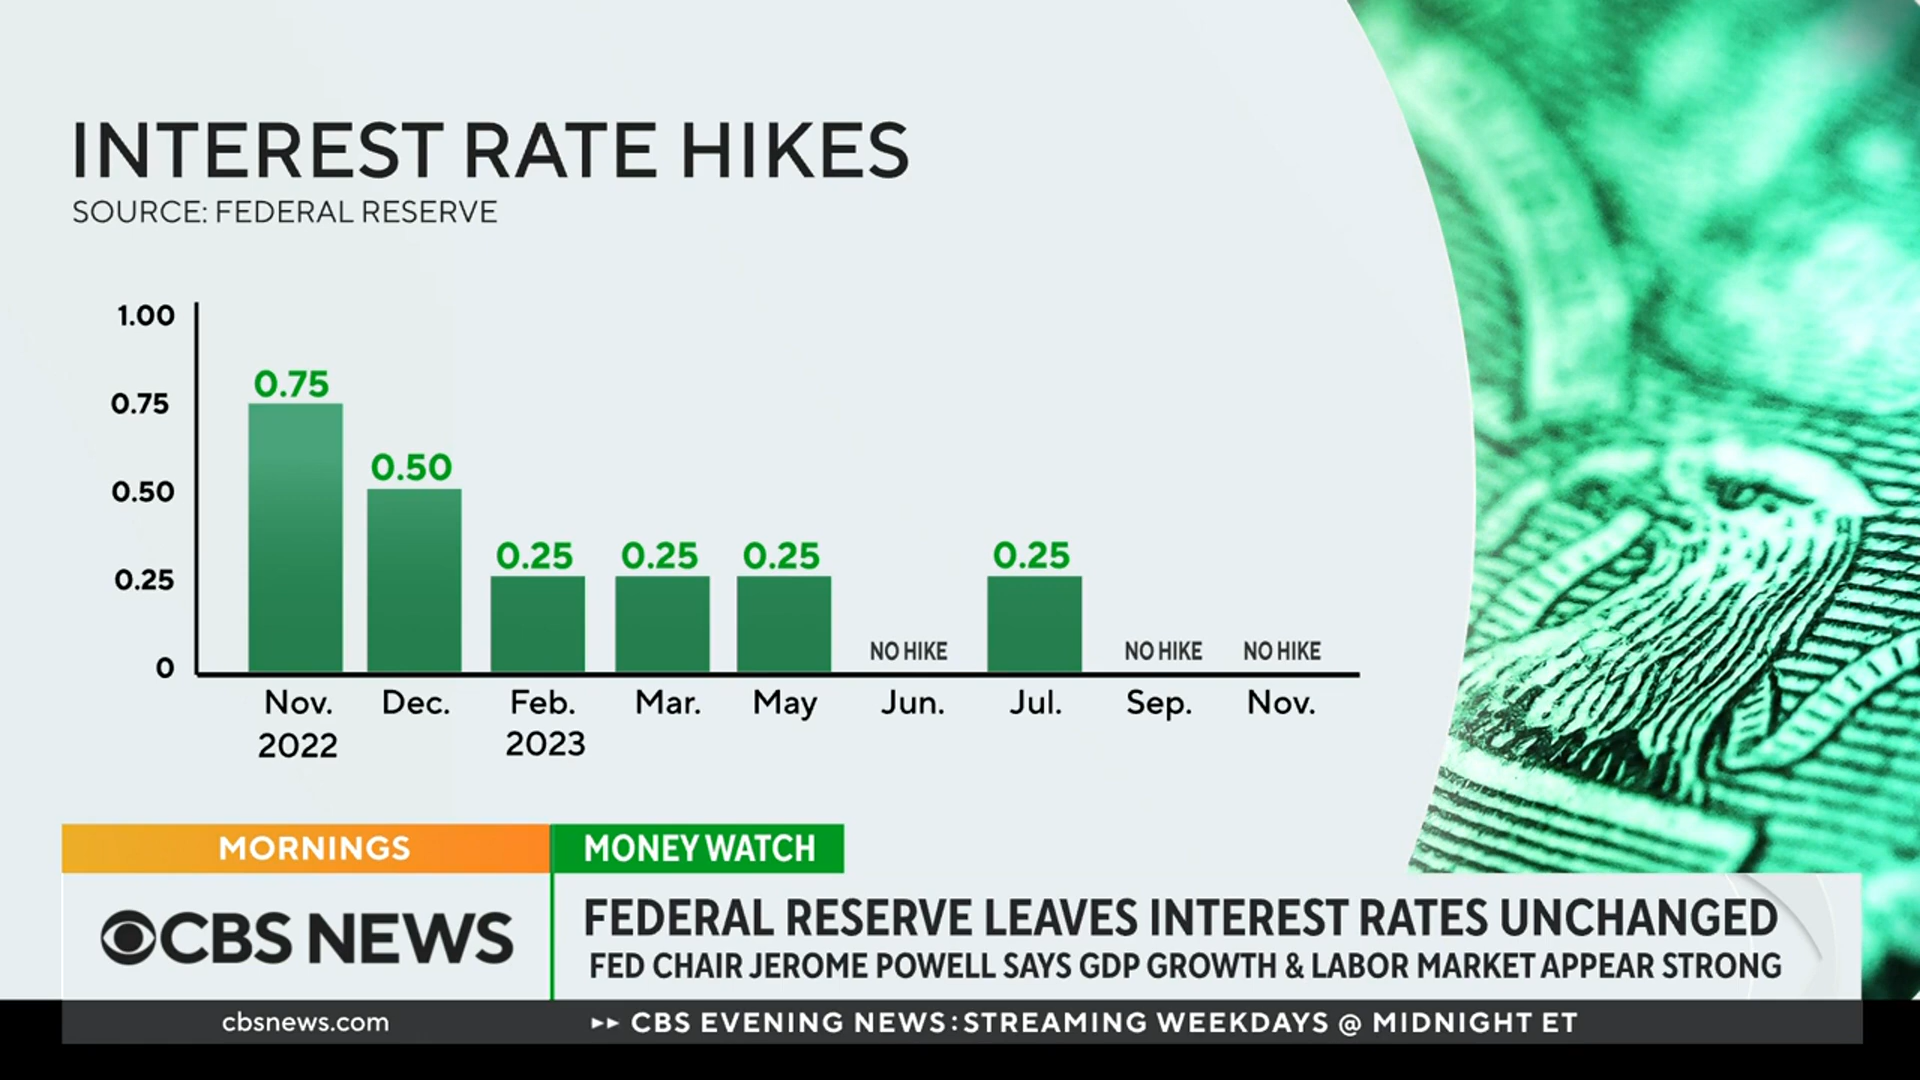 INTEREST RATE HIKES
SOURCE: FEDERAL RESERVE
1.00
0.75
0.50
0.25
0
0.75
0.50
0.25
0.25
0.25
NO HIKE
0.25
NO HIKE
NO HIKE
Nov. Dec. Feb. Mar. May Jun. Jul. Sep. Nov.
2022 2023
MORNINGS
MONEY WATCH
CBS NEWS
FEDERAL RESERVE LEAVES INTEREST RATES UNCHANGED
FED CHAIR JEROME POWELL SAYS GDP GROWTH & LABOR MARKET APPEAR STRONG
cbsnews.com
CBS EVENING NEWS: STREAMING WEEKDAYS @ MIDNIGHT ET